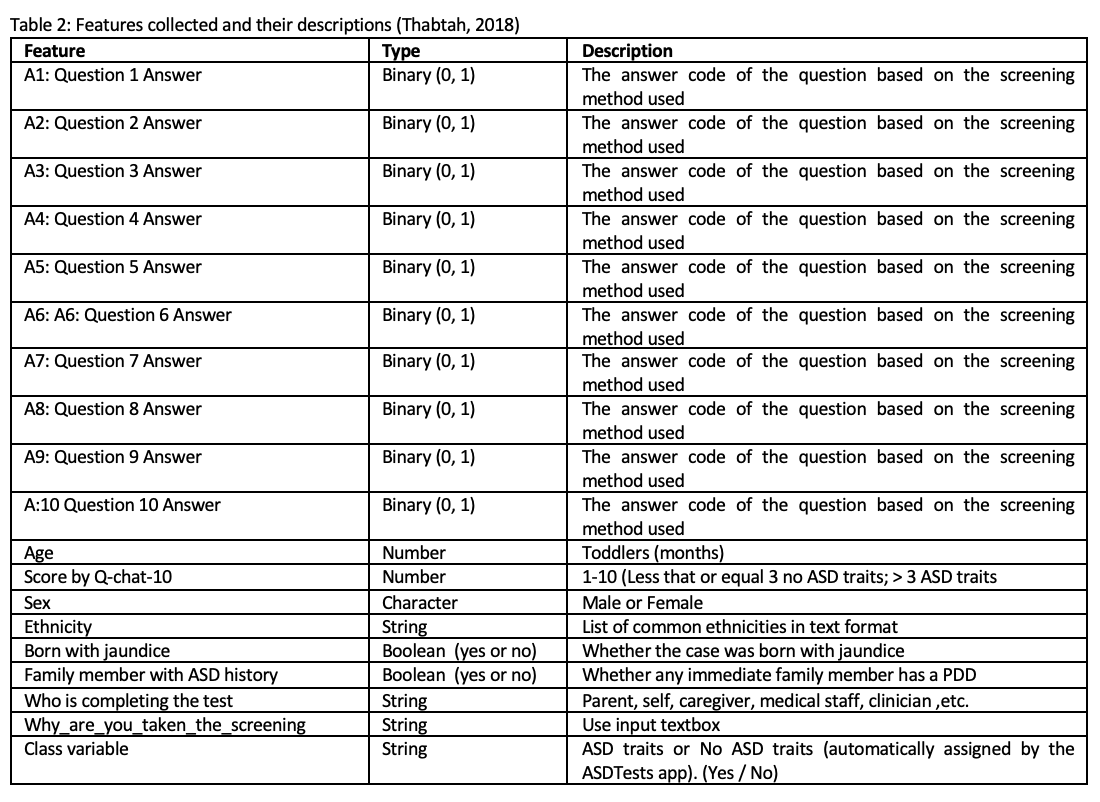 Table 2: Features collected and their descriptions (Thabtah, 2018)
Feature Type Description
A1: Question 1 Answer Binary (0, 1) The answer code of the question based on the screening
method used
A2: Question 2 Answer Binary (0, 1) The answer code of the question based on the screening
method used
A3: Question 3 Answer Binary (0, 1) The answer code of the question based on the screening
method used
A4: Question 4 Answer Binary (0, 1) The answer code of the question based on the screening
method used
A5: Question 5 Answer Binary (0, 1) The answer code of the question based on the screening
method used
A6: A6: Question 6 Answer Binary (0, 1) The answer code of the question based on the screening
method used
A7: Question 7 Answer Binary (0, 1) The answer code of the question based on the screening
method used
A8: Question 8 Answer Binary (0, 1) The answer code of the question based on the screening
method used
A9: Question 9 Answer Binary (0, 1) The answer code of the question based on the screening
method used
A:10 Question 10 Answer Binary (0, 1) The answer code of the question based on the screening
method used
Age Number Toddlers (months)
Score by Q-chat-10 Number 1-10 (Less that or equal 3 no ASD traits; > 3 ASD traits
Sex Character Male or Female
Ethnicity String List of common ethnicities in text format
Born with jaundice Boolean (yes or no) Whether the case was born with jaundice
Family member with ASD history Boolean (yes or no) Whether any immediate family member has a PDD
Who is completing the test String Parent, self, caregiver, medical staff, clinician ,etc.
Why_are_you_taken_the_screening String Use input textbox
Class variable String ASD traits or No ASD traits (automatically assigned by the
ASDTests app). (Yes / No)